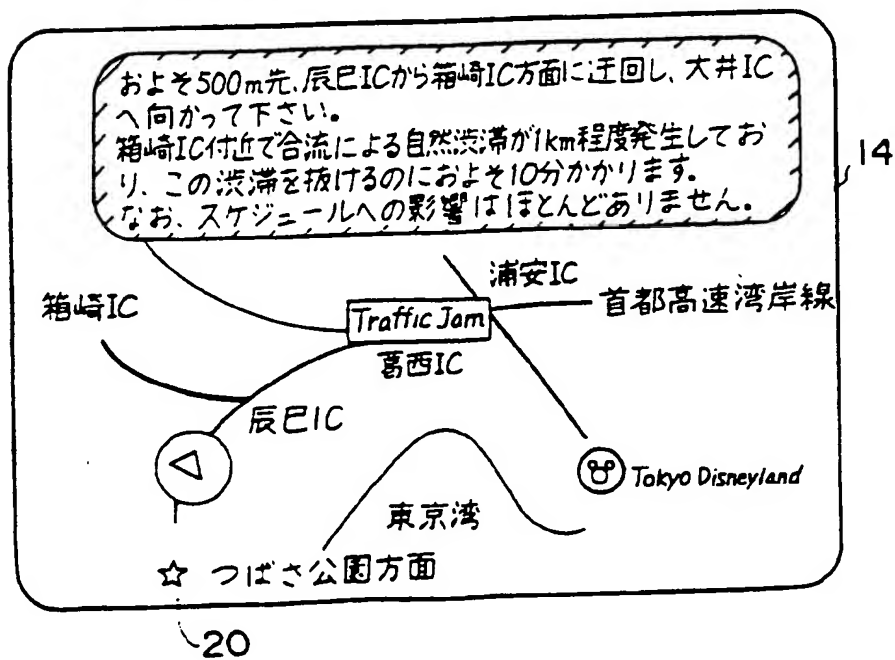 およそ500m先、辰巳ICから箱崎IC方面に迂回し、大井IC
へ向かって下さい。
箱崎IC付近で合流による自然渋滞が1km程度発生してお
り、この渋滞を抜けるのにおよそ10分かかります。
なお、スケジュールへの影響はほとんどありません。
14
浦安IC
箱崎IC
Traffic Jam
首都高速湾岸線
葛西IC
辰巳IC
Tokyo Disneyland
東京湾
☆ つばさ公園方面
20